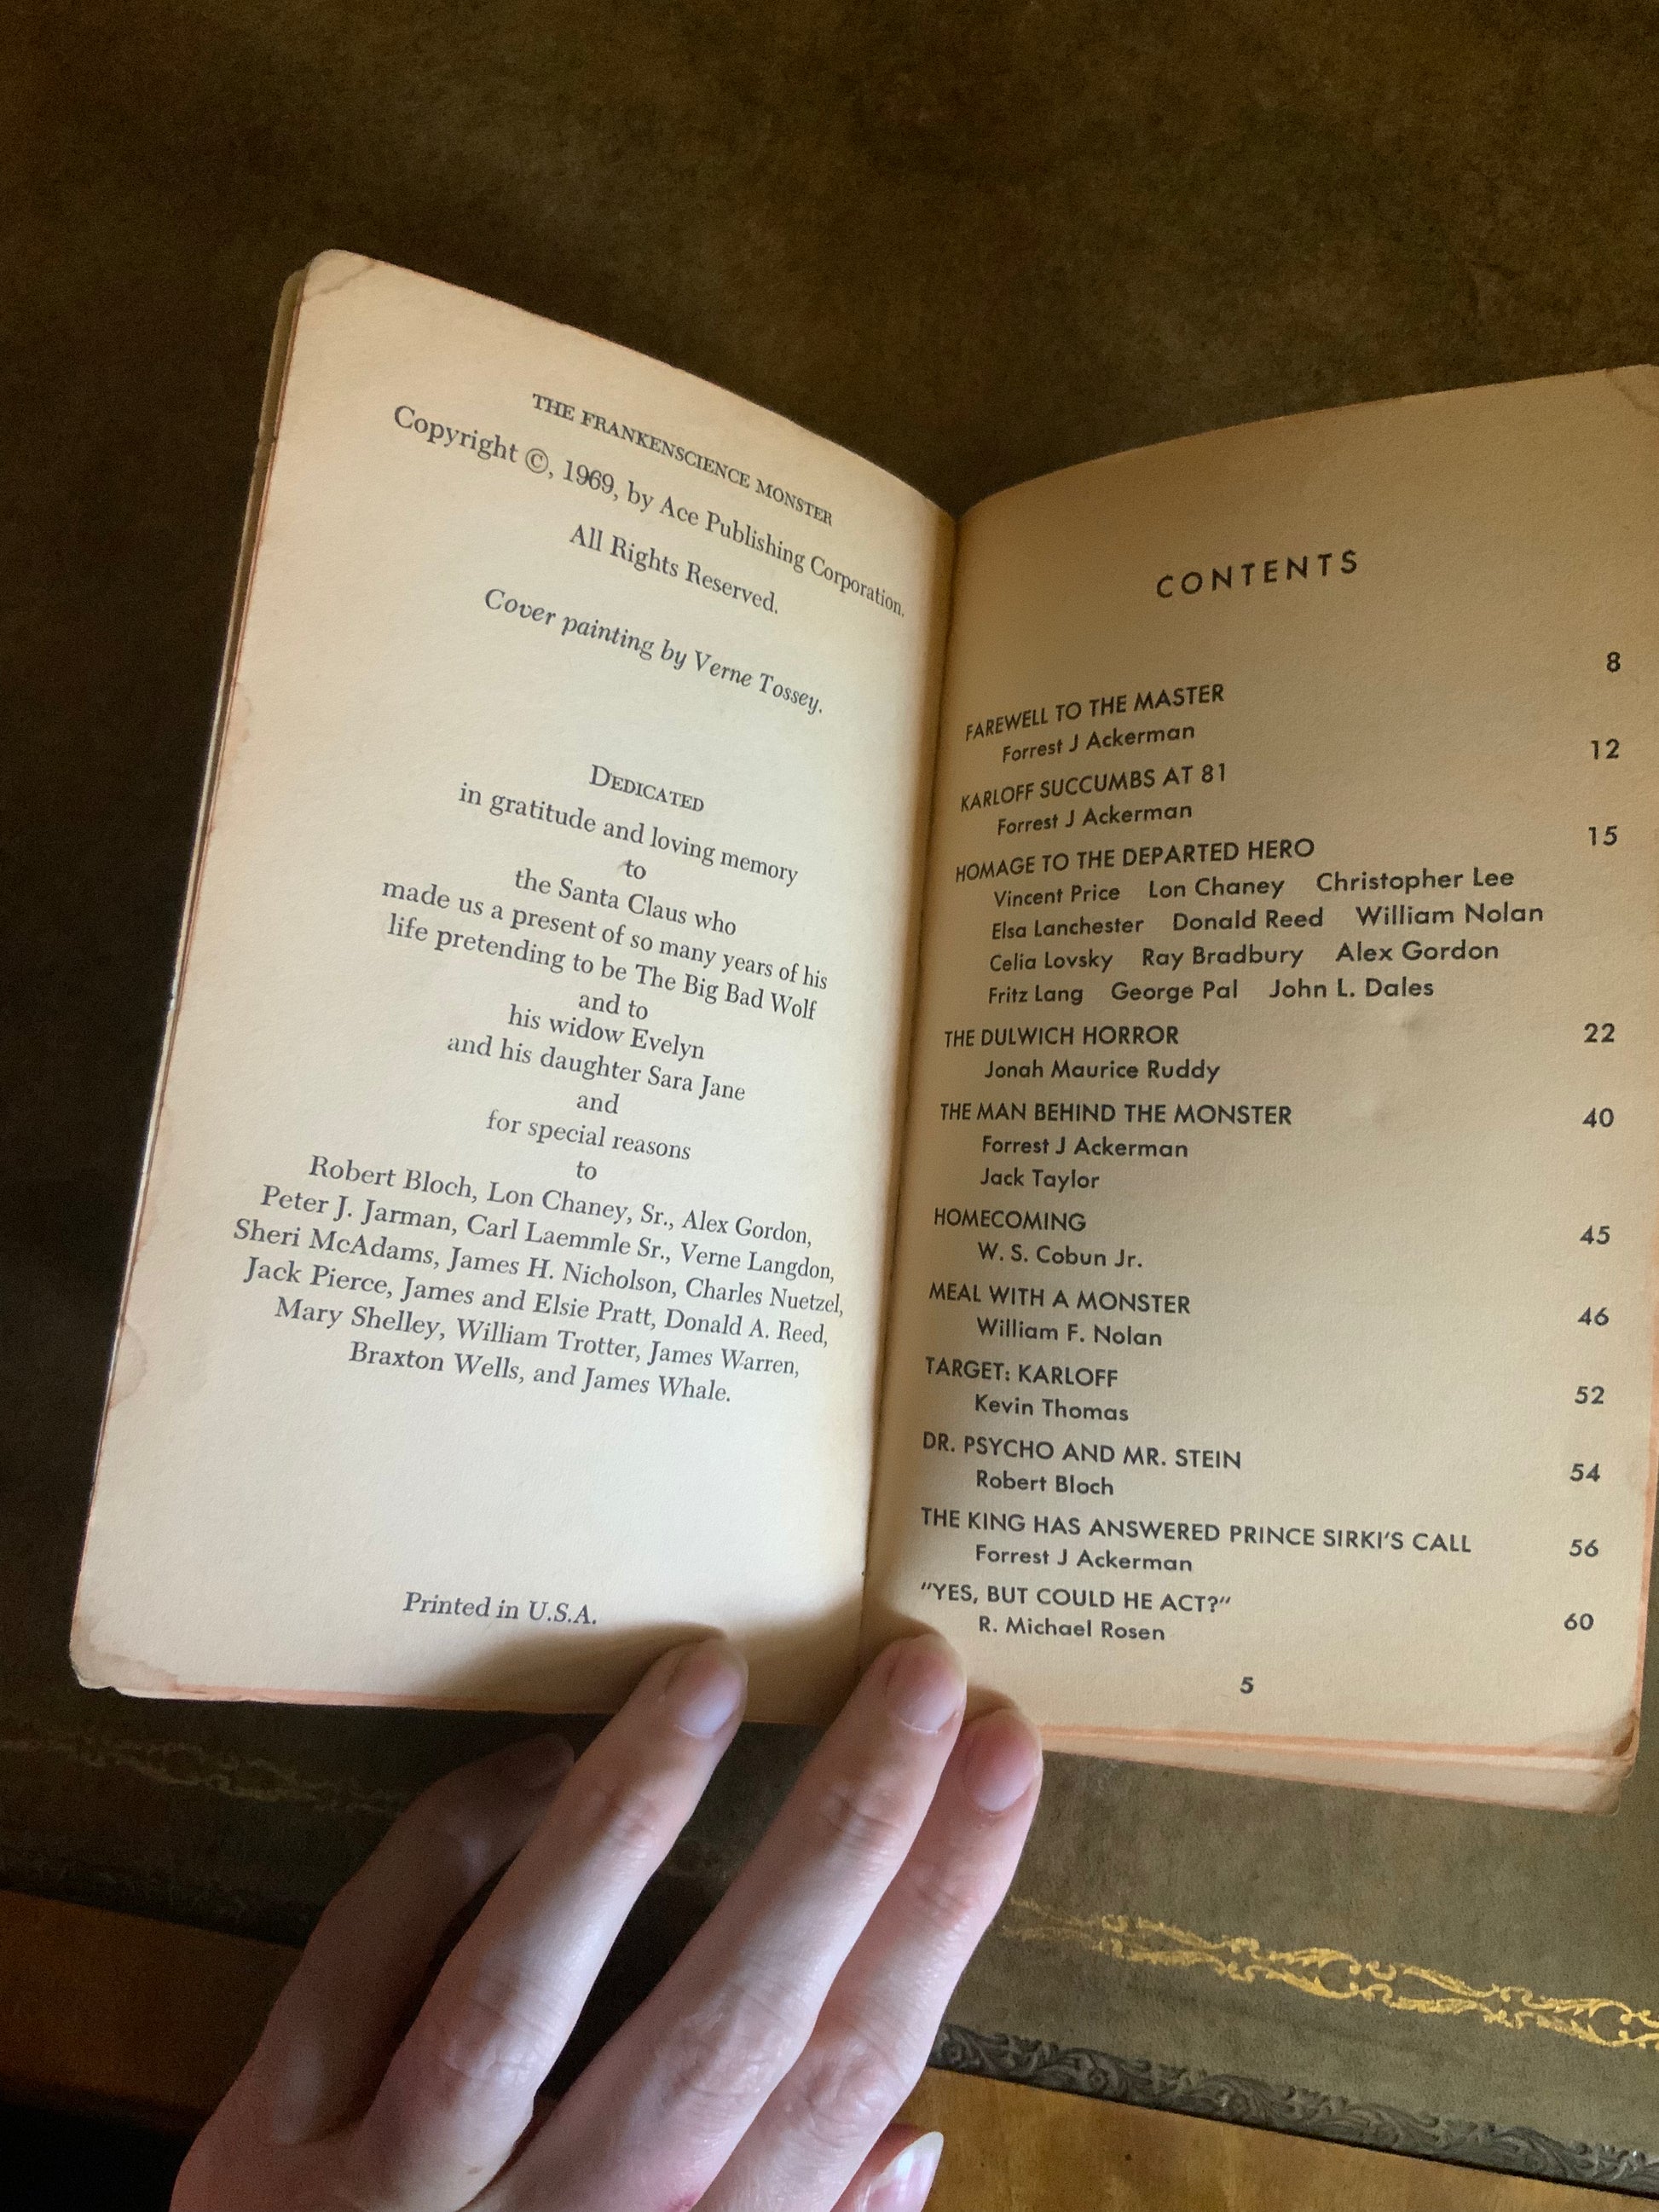 THE FRANKENSCIENCE MONSTER
Copyright ©, 1969, by Ace Publishing Corporation.
All Rights Reserved.
Cover painting by Verne Tossey.
DEDICATED
in gratitude and loving memory
to
the Santa Claus who
made us a present of so many years of his
life pretending to be The Big Bad Wolf
and to
his widow Evelyn
and his daughter Sara Jane
and
for special reasons
to
Robert Bloch, Lon Chaney, Sr., Alex Gordon,
Peter J. Jarman, Carl Laemmle Sr., Verne Langdon,
Sheri McAdams, James H. Nicholson, Charles Nuetzel,
Jack Pierce, James and Elsie Pratt, Donald A. Reed,
Mary Shelley, William Trotter, James Warren,
Braxton Wells, and James Whale.
Printed in U.S.A.
CONTENTS
FAREWELL TO THE MASTER 8
Forrest J Ackerman
KARLOFF SUCCUMBS AT 81 12
Forrest J Ackerman
HOMAGE TO THE DEPARTED HERO 15
Vincent Price Lon Chaney Christopher Lee
Elsa Lanchester Donald Reed William Nolan
Celia Lovsky Ray Bradbury Alex Gordon
Fritz Lang George Pal John L. Dales
THE DULWICH HORROR 22
Jonah Maurice Ruddy
THE MAN BEHIND THE MONSTER 40
Forrest J Ackerman
Jack Taylor
HOMECOMING 45
W. S. Cobun Jr.
MEAL WITH A MONSTER 46
William F. Nolan
TARGET: KARLOFF 52
Kevin Thomas
DR. PSYCHO AND MR. STEIN 54
Robert Bloch
THE KING HAS ANSWERED PRINCE SIRKI'S CALL 56
Forrest J Ackerman
"YES, BUT COULD HE ACT?" 60
R. Michael Rosen
5